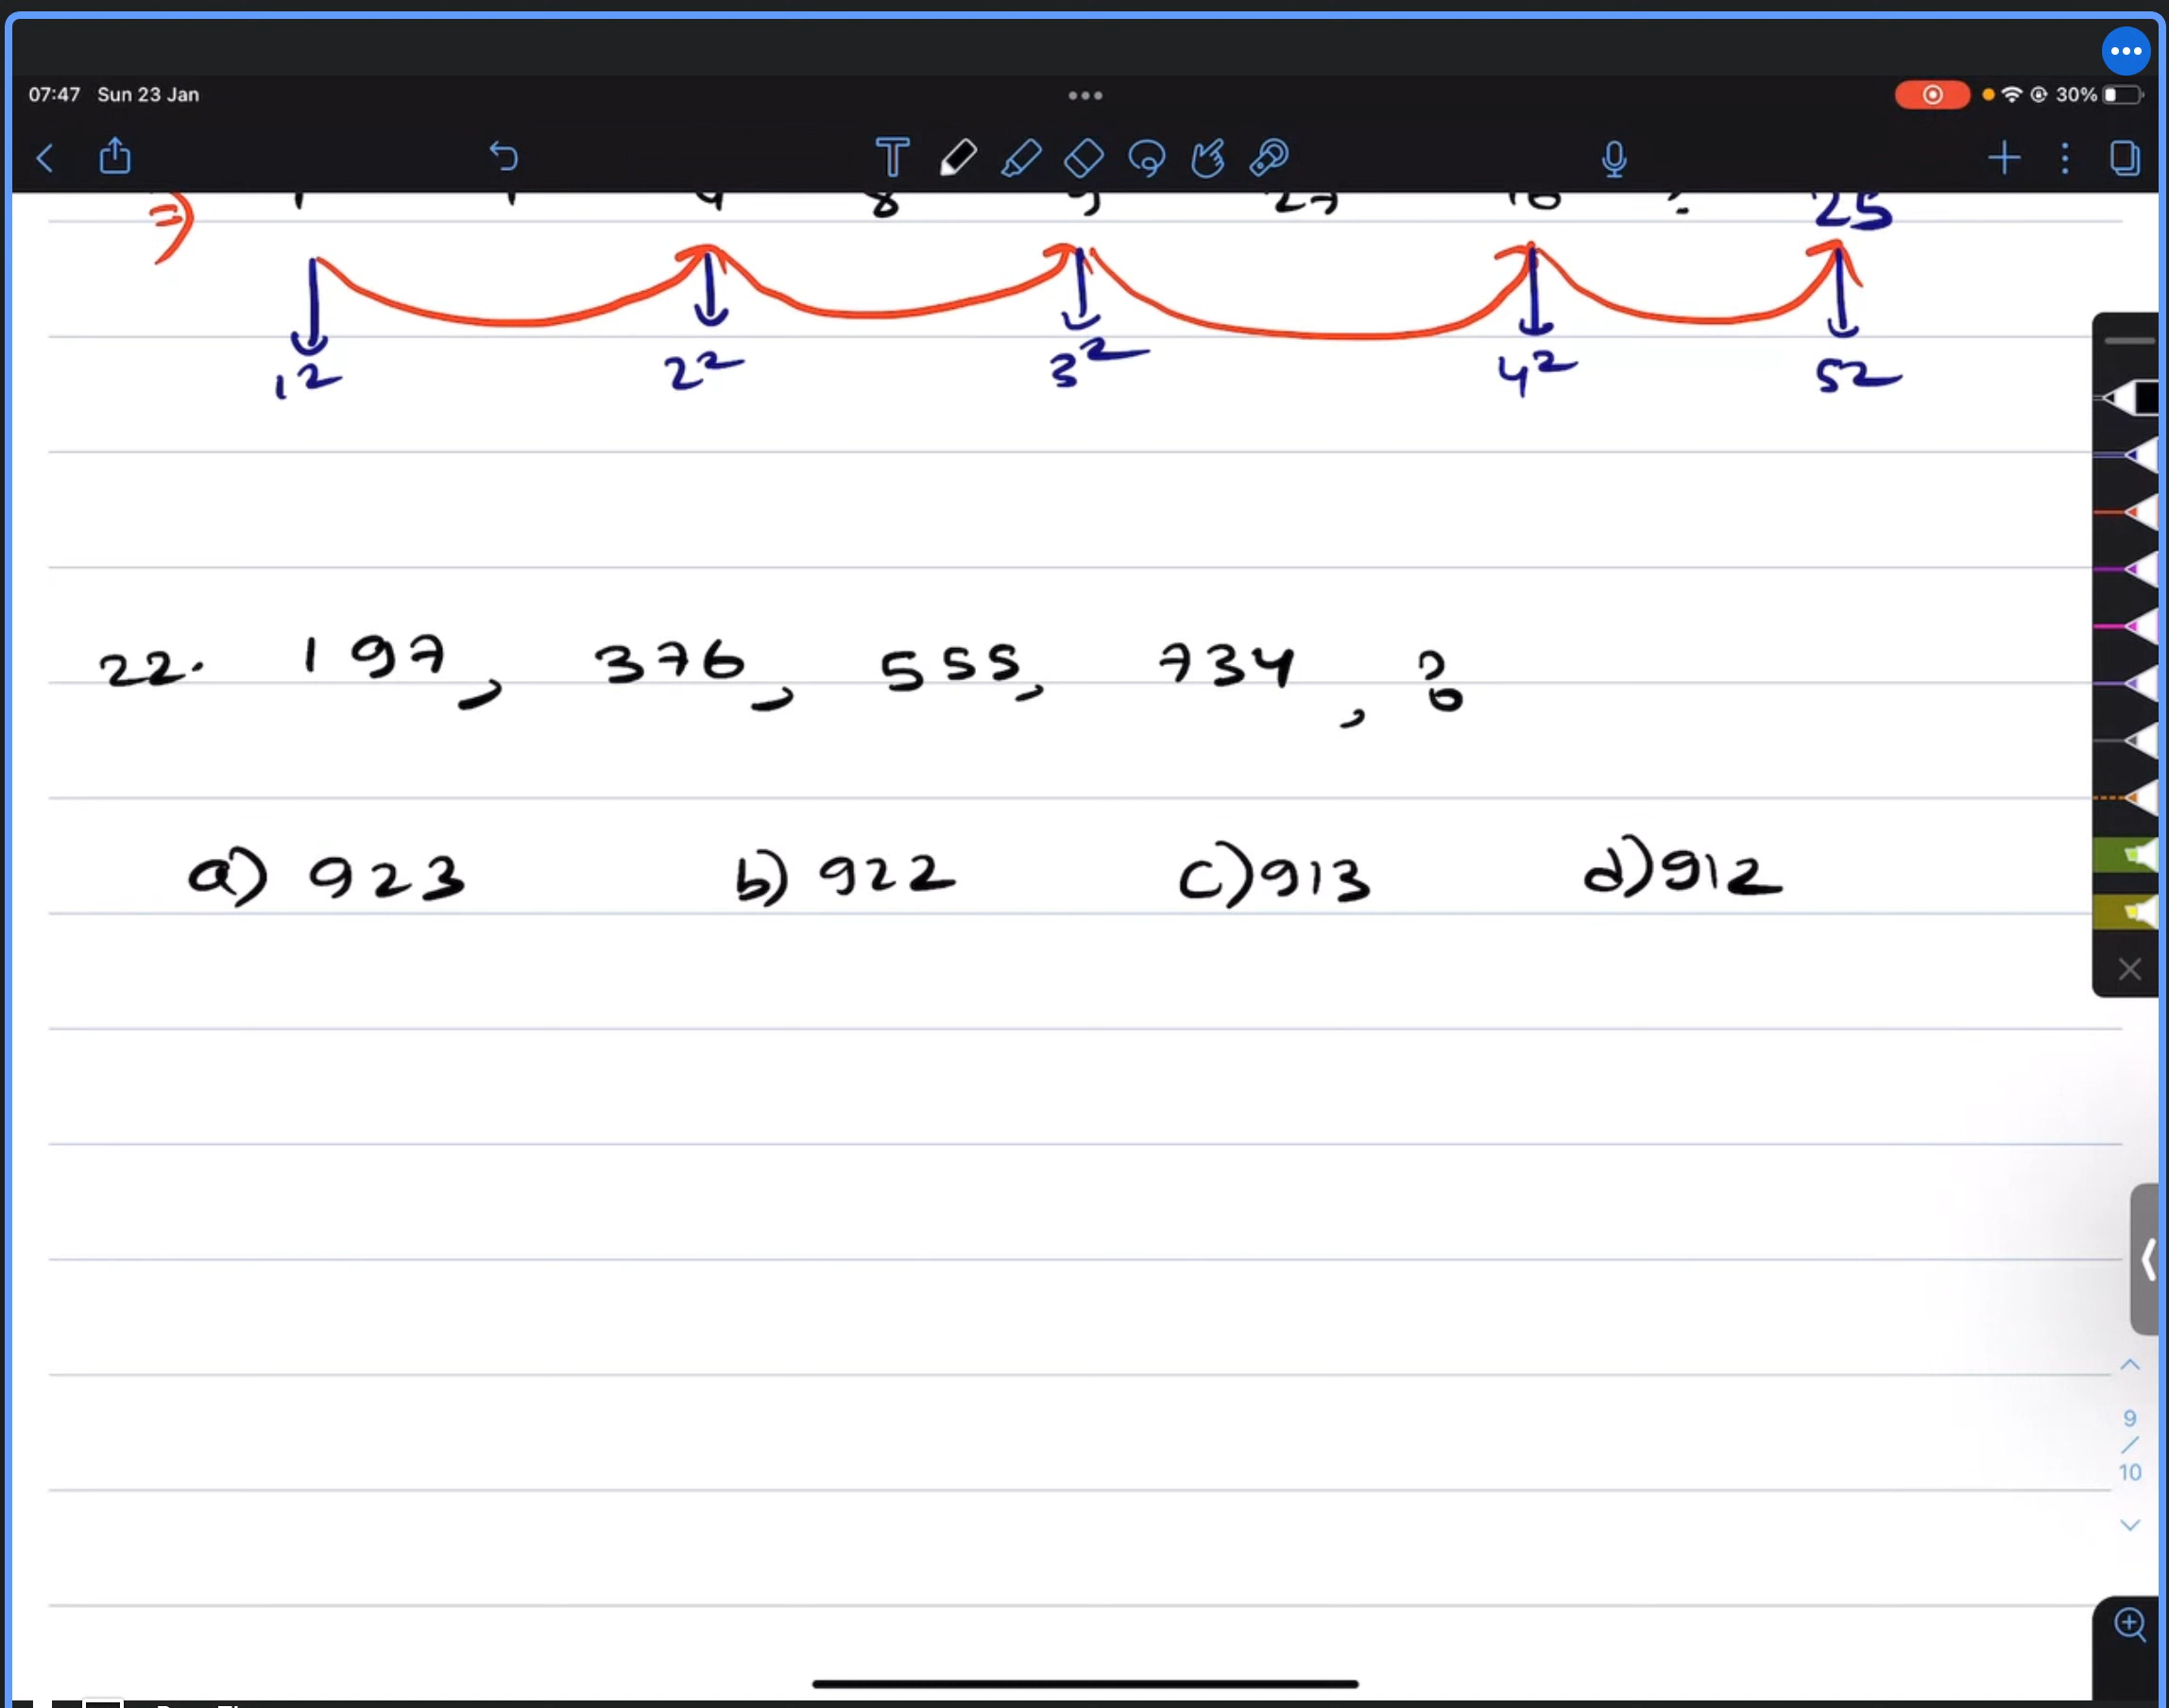 07:47 Sun 23 Jan
30%
25
1² 2² 3² 4² 5²
22. 197, 376, 555, 734, ?
a) 923 b) 922 c) 913 d) 912
9
/
10